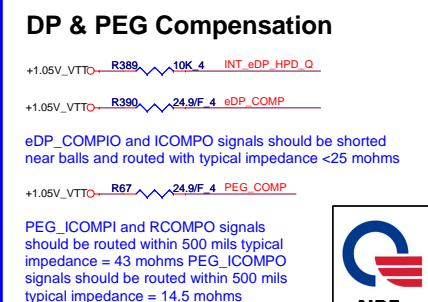 DP & PEG Compensation
+1.05V_VTT R389 10K_4 INT_eDP_HPD_Q
+1.05V_VTT R390 24.9/F_4 eDP_COMP
eDP_COMPIO and ICOMPO signals should be shorted
near balls and routed with typical impedance <25 mohms
+1.05V_VTT R67 24.9/F_4 PEG_COMP
PEG_ICOMPI and RCOMPO signals
should be routed within 500 mils typical
impedance = 43 mohms PEG_ICOMPO
signals should be routed within 500 mils
typical impedance = 14.5 mohms